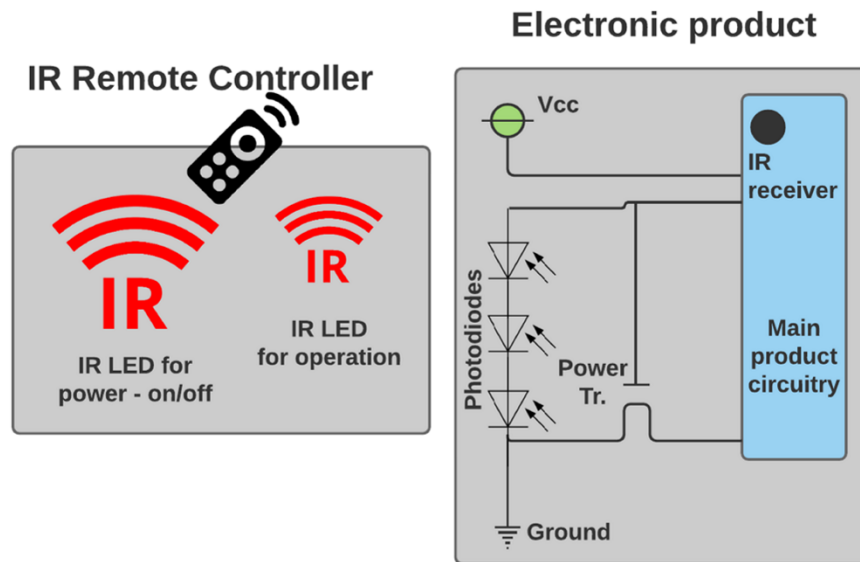 Electronic product
IR Remote Controller
IR
IR LED for
power - on/off
IR
IR LED
for operation
Vcc
IR
receiver
Photodiodes
Power
Tr.
Main
product
circuitry
Ground